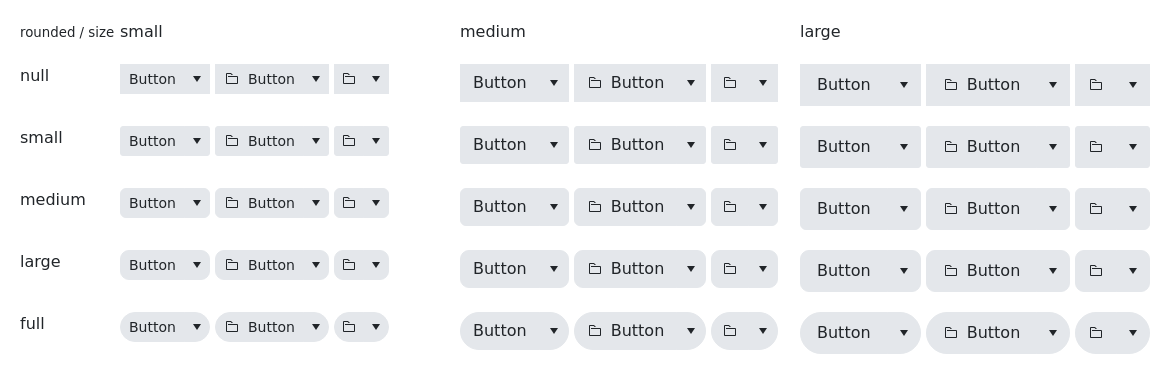 rounded / size small medium large
null Button Button Button Button Button Button
small Button Button Button Button Button Button
medium Button Button Button Button Button Button
large Button Button Button Button Button Button
full Button Button Button Button Button Button